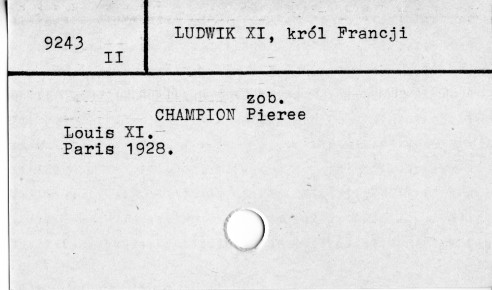 9243
II
LUDWIK XI, król Francji
zob.
CHAMPION Pieree
Louis XI.
Paris 1928.